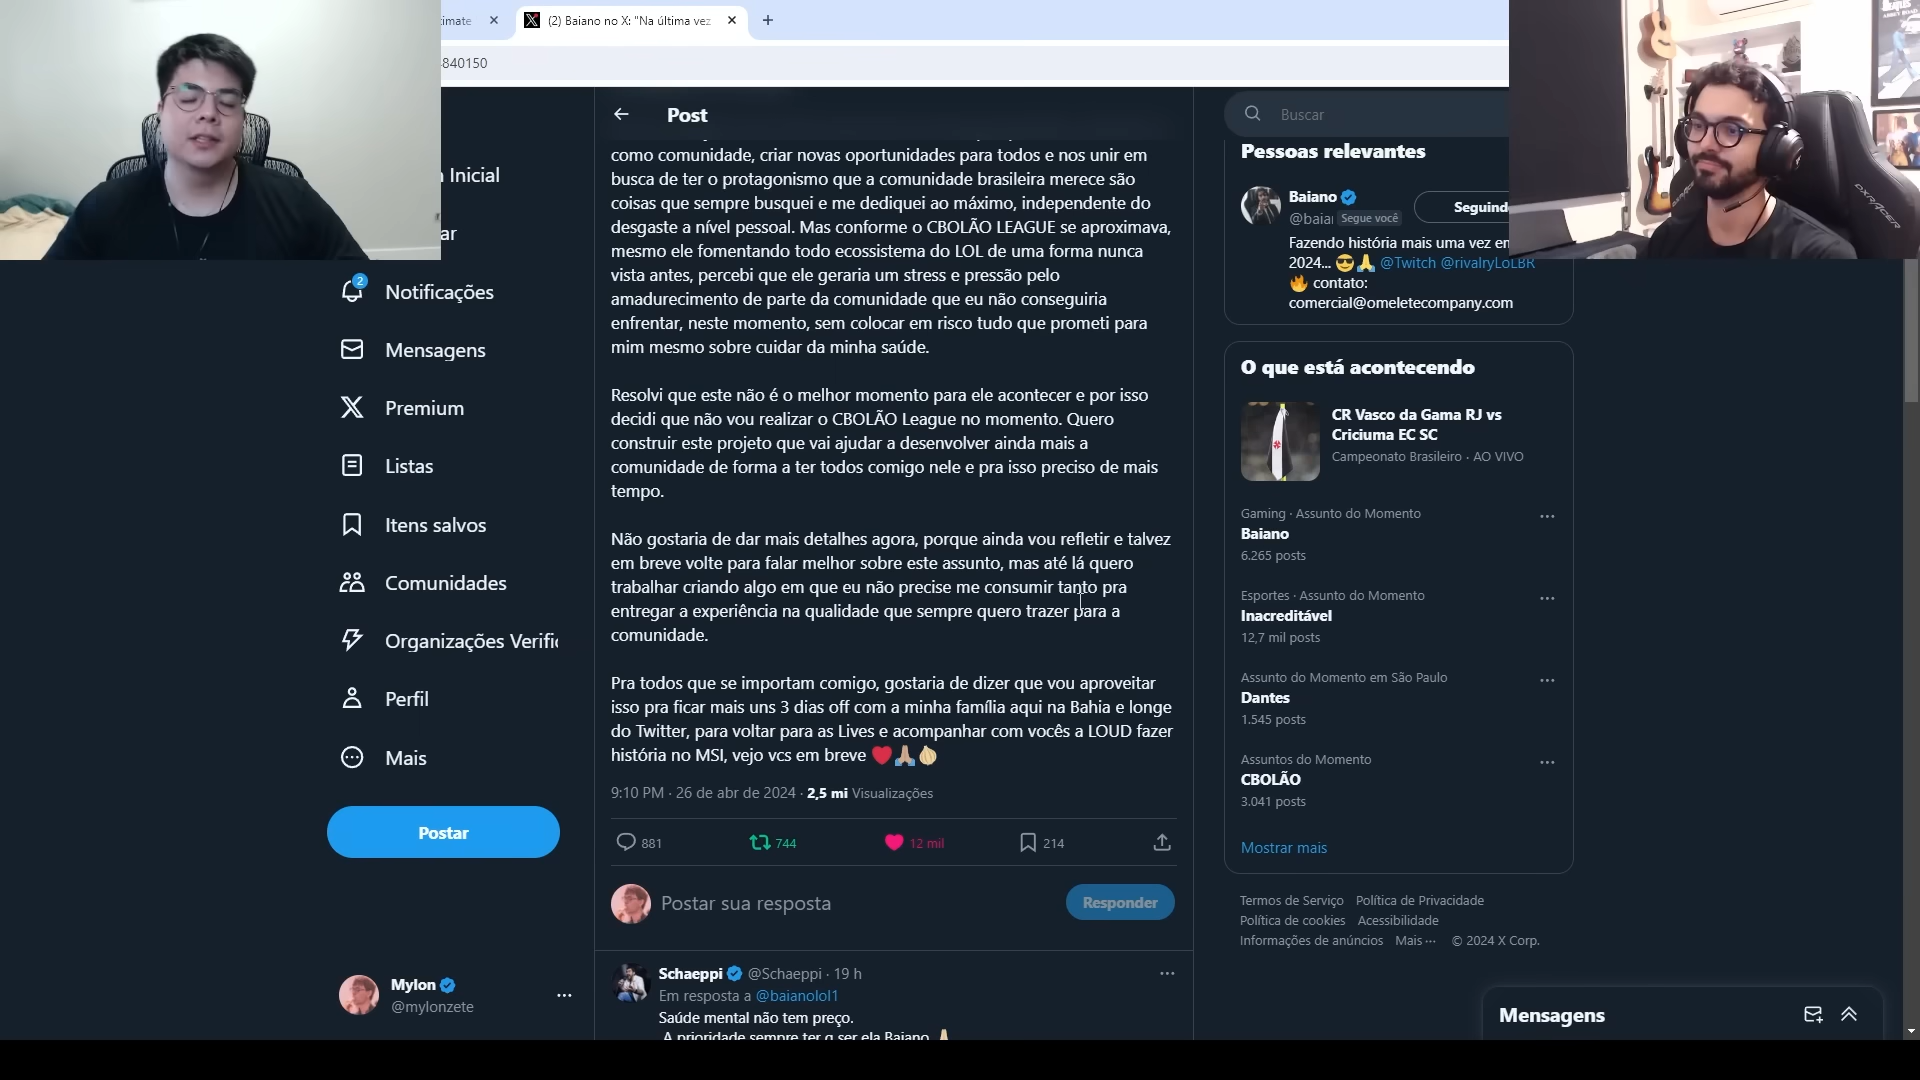 timate
(2) Baiano no X: "Na última vez
840150
Inicial
ar
Notificações
2
Mensagens
Premium
Listas
Itens salvos
Comunidades
Organizações Verific
Perfil
Mais
Postar
Mylon
@mylonzete
Post
como comunidade, criar novas oportunidades para todos e nos unir em
busca de ter o protagonismo que a comunidade brasileira merece são
coisas que sempre busquei e me dediquei ao máximo, independente do
desgaste a nível pessoal. Mas conforme o CBOLÃO LEAGUE se aproximava,
mesmo ele fomentando todo ecossistema do LOL de uma forma nunca
vista antes, percebi que ele geraria um stress e pressão pelo
amadurecimento de parte da comunidade que eu não conseguiria
enfrentar, neste momento, sem colocar em risco tudo que prometi para
mim mesmo sobre cuidar da minha saúde.
Resolvi que este não é o melhor momento para ele acontecer e por isso
decidi que não vou realizar o CBOLÃO League no momento. Quero
construir este projeto que vai ajudar a desenvolver ainda mais a
comunidade de forma a ter todos comigo nele e pra isso preciso de mais
tempo.
Não gostaria de dar mais detalhes agora, porque ainda vou refletir e talvez
em breve volte para falar melhor sobre este assunto, mas até lá quero
trabalhar criando algo em que eu não precise me consumir tanto pra
entregar a experiência na qualidade que sempre quero trazer para a
comunidade.
Pra todos que se importam comigo, gostaria de dizer que vou aproveitar
isso pra ficar mais uns 3 dias off com a minha família aqui na Bahia e longe
do Twitter, para voltar para as Lives e acompanhar com vocês a LOUD fazer
história no MSI, vejo vcs em breve ❤️🙏🏽🧄
9:10 PM · 26 de abr de 2024 · 2,5 mi Visualizações
881 744 12 mil 214
Postar sua resposta
Responder
Schaeppi @Schaeppi · 19 h
Em resposta a @baianolol1
Saúde mental não tem preço.
A prioridade sempre ter q ser ela Baiano 🙏
Buscar
Pessoas relevantes
Baiano
@baia Segue você
Seguind
Fazendo história mais uma vez em
2024... 😎🙏 @Twitch @rivalryLoLBR
🔥 contato:
comercial@omeletecompany.com
O que está acontecendo
CR Vasco da Gama RJ vs
Criciuma EC SC
Campeonato Brasileiro · AO VIVO
Gaming · Assunto do Momento
Baiano
6.265 posts
Esportes · Assunto do Momento
Inacreditável
12,7 mil posts
Assunto do Momento em São Paulo
Dantes
1.545 posts
Assuntos do Momento
CBOLÃO
3.041 posts
Mostrar mais
Termos de Serviço Política de Privacidade
Política de cookies Acessibilidade
Informações de anúncios Mais ··· © 2024 X Corp.
Mensagens
DXRACER